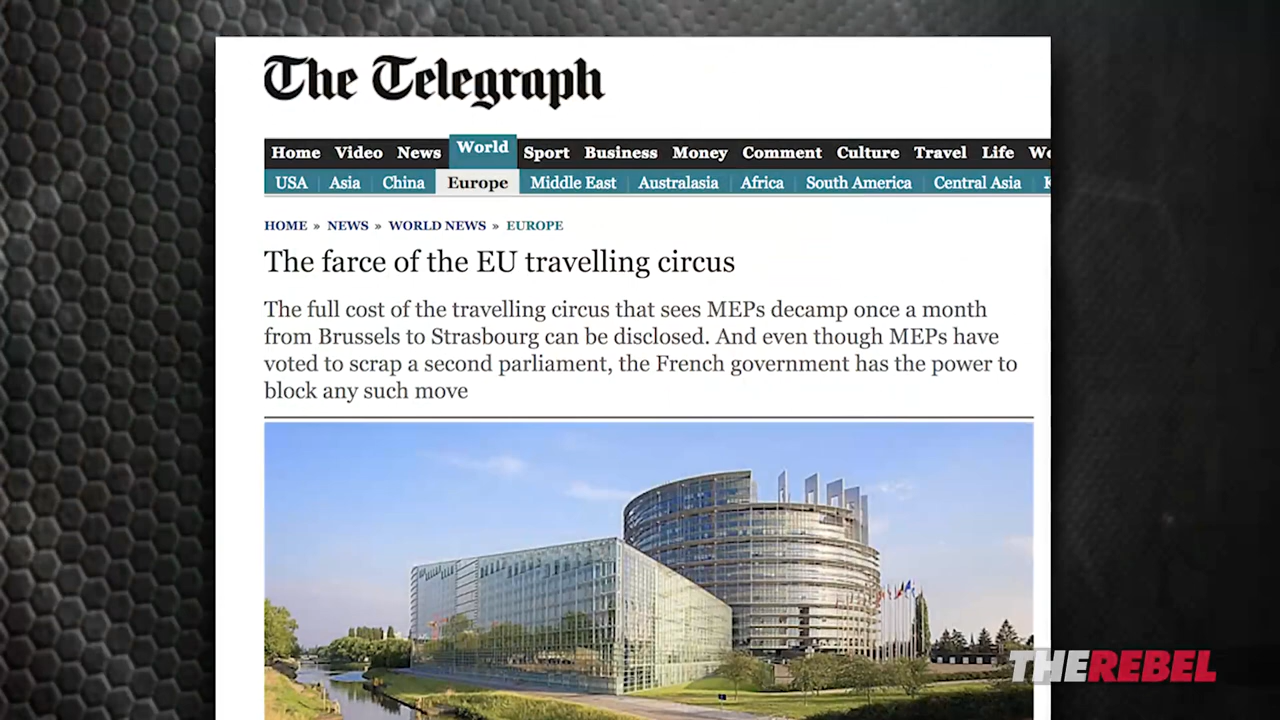 The Telegraph
Home Video News World Sport Business Money Comment Culture Travel Life
USA Asia China Europe Middle East Australasia Africa South America Central Asia
HOME » NEWS » WORLD NEWS » EUROPE
The farce of the EU travelling circus
The full cost of the travelling circus that sees MEPs decamp once a month
from Brussels to Strasbourg can be disclosed. And even though MEPs have
voted to scrap a second parliament, the French government has the power to
block any such move
THEREBEL